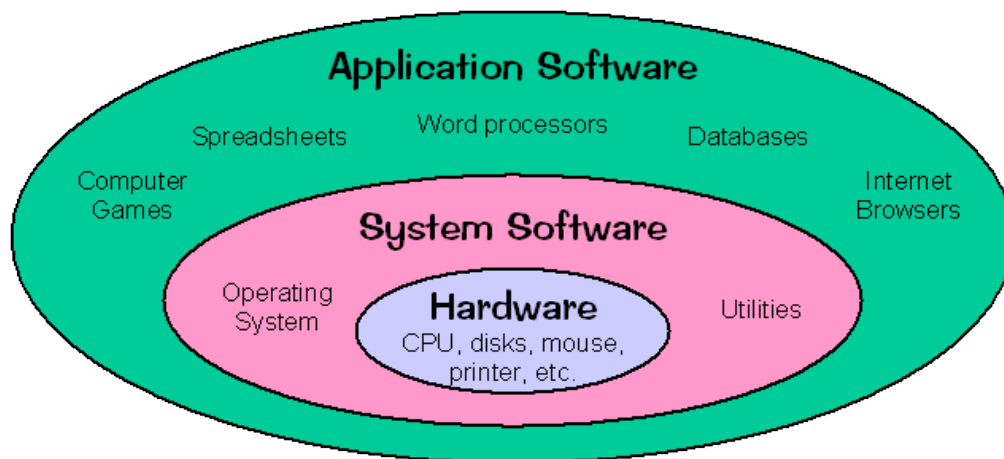 Application Software
Spreadsheets
Word processors
Databases
Computer
Games
Internet
Browsers
System Software
Operating
System
Utilities
Hardware
CPU, disks, mouse,
printer, etc.